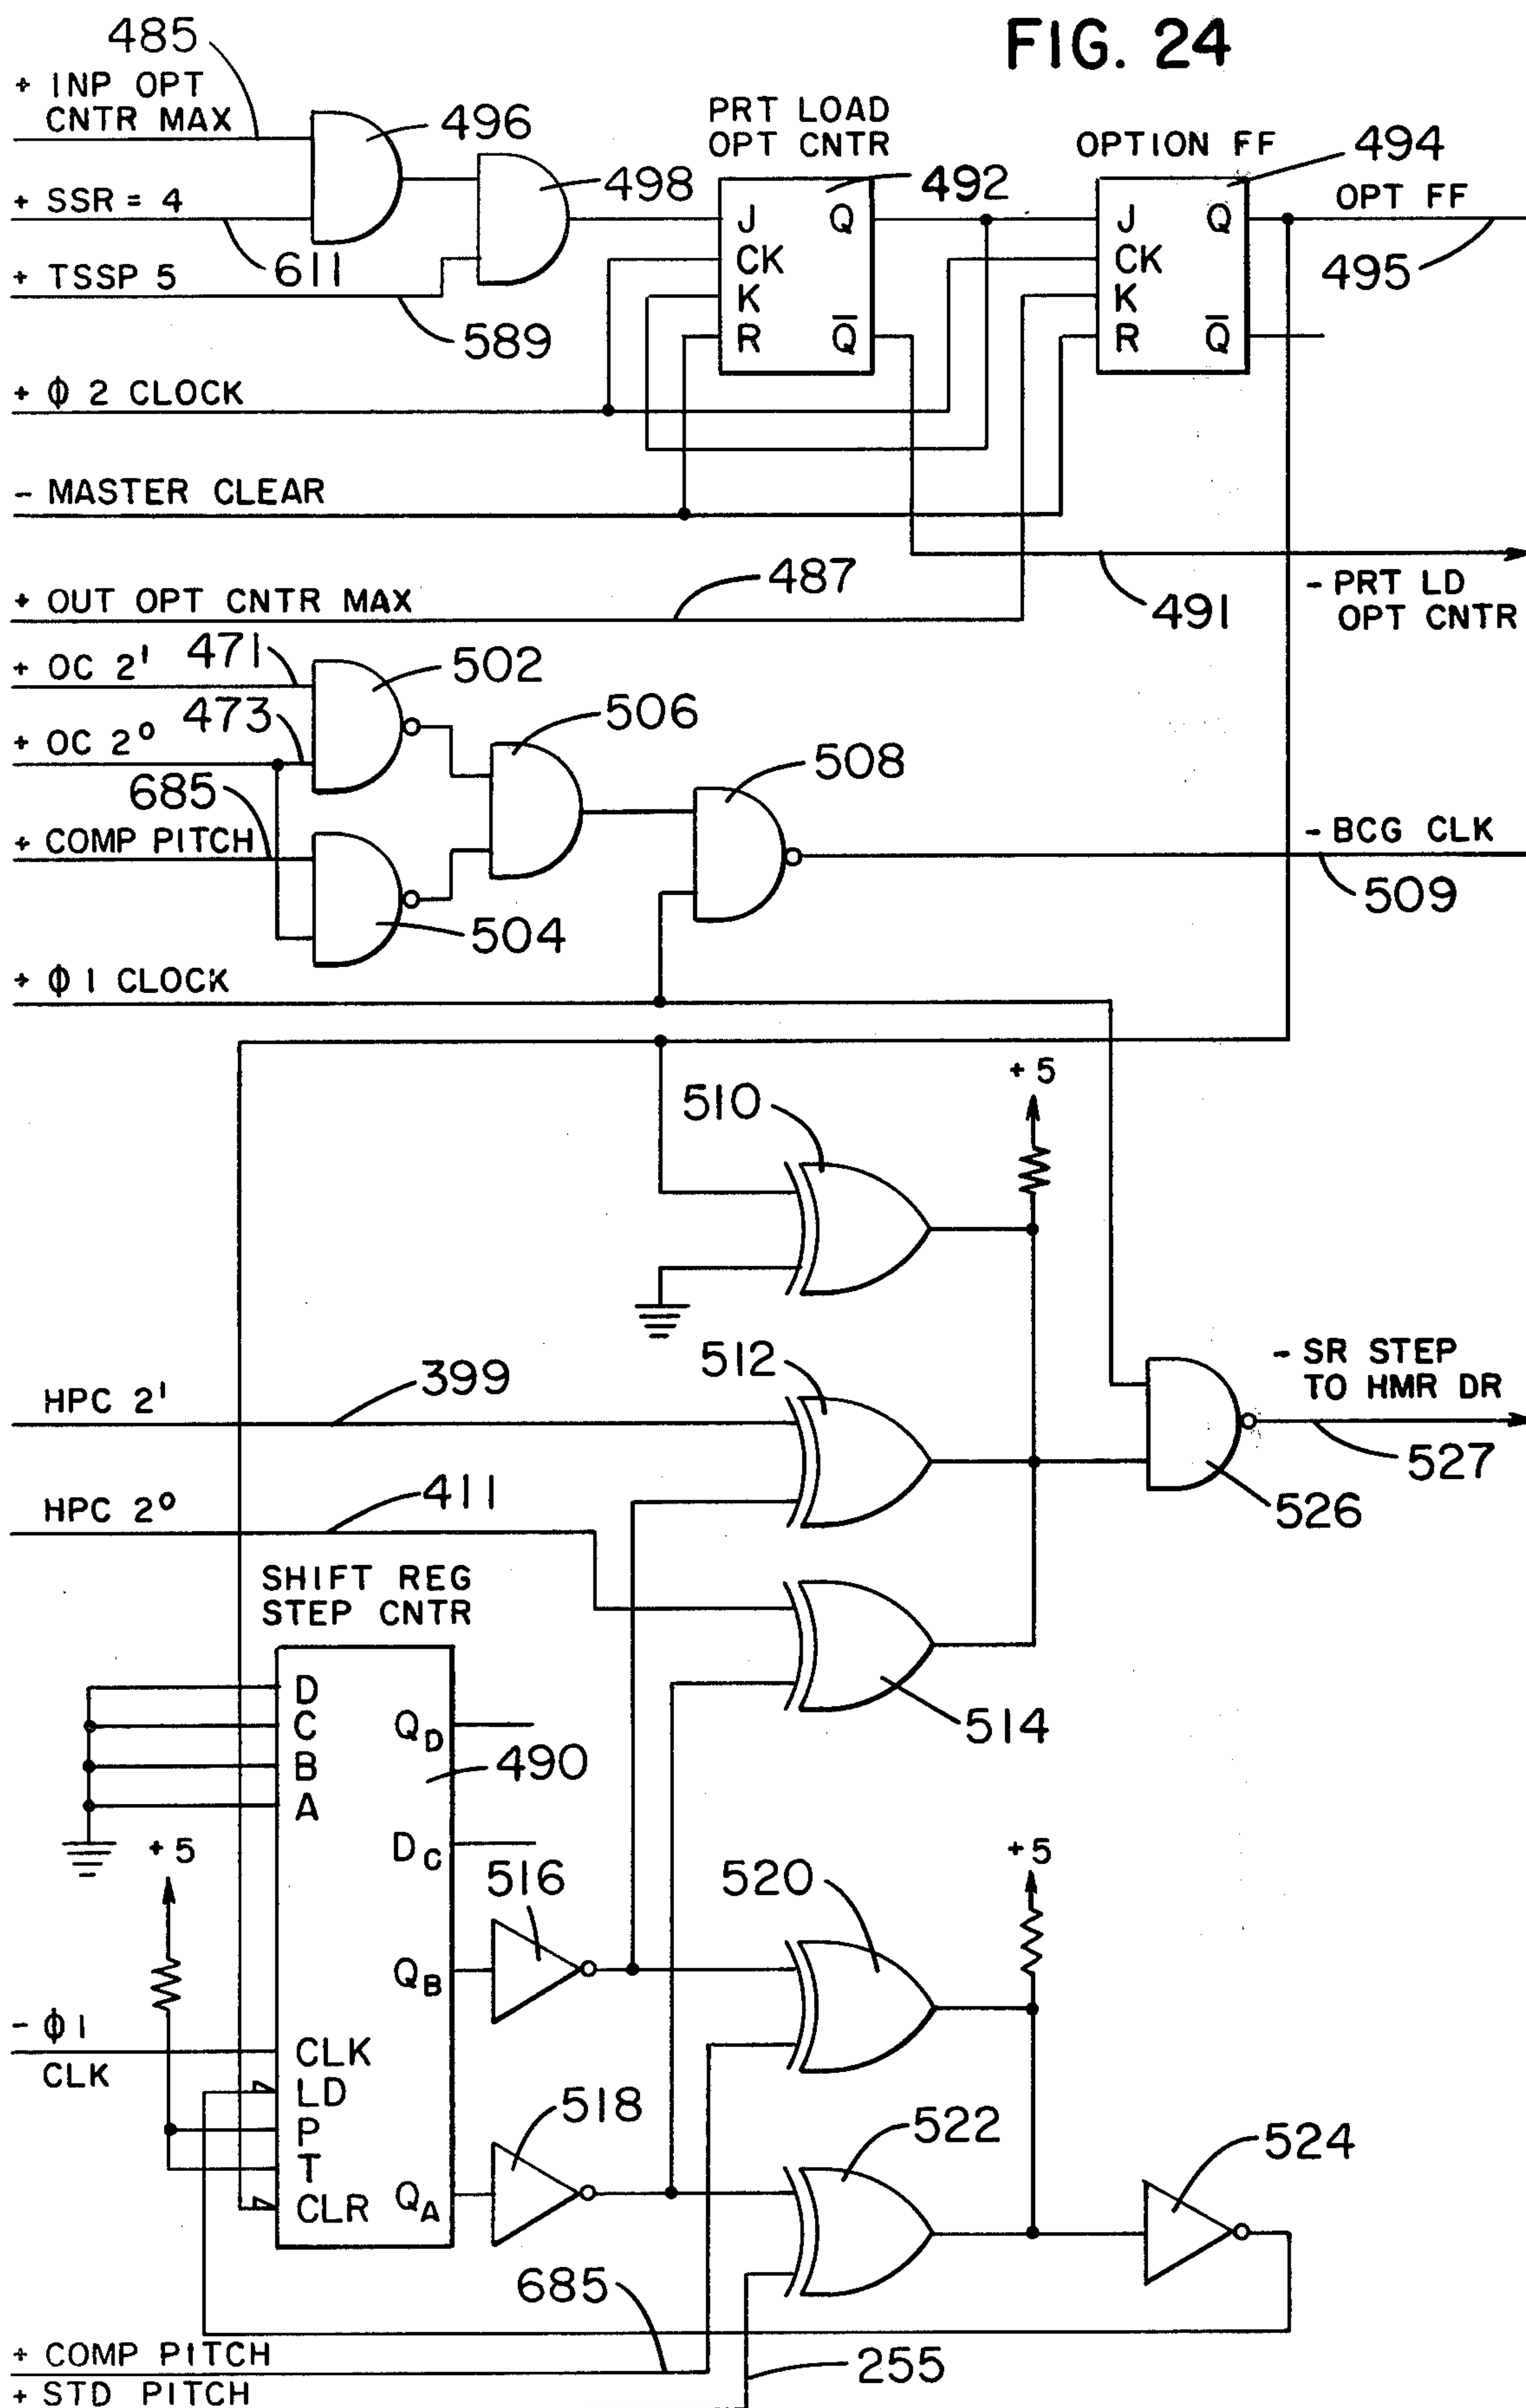 FIG. 24
485
+ INP OPT
CNTR MAX
496
PRT LOAD
OPT CNTR
OPTION FF
494
498
492
OPT FF
+ SSR = 4
J Q
J Q
611
CK
CK
495
+ TSSP 5
K
K
589
R Q̅
R Q̅
+ ϕ 2 CLOCK
- MASTER CLEAR
487
- PRT LD
OPT CNTR
491
+ OUT OPT CNTR MAX
+ OC 2¹
471
502
473
506
+ OC 2⁰
508
685
+ COMP PITCH
- BCG CLK
509
504
+ ϕ 1 CLOCK
+ 5
510
512
- SR STEP
TO HMR DR
399
HPC 2¹
527
411
HPC 2⁰
526
SHIFT REG
STEP CNTR
514
D
C
Q_D
B
490
A
+ 5
D_C
516
520
+5
Q_B
- ϕ 1
CLK
CLK
LD
518
522
524
P
T
CLR
Q_A
685
+ COMP PITCH
255
+ STD PITCH